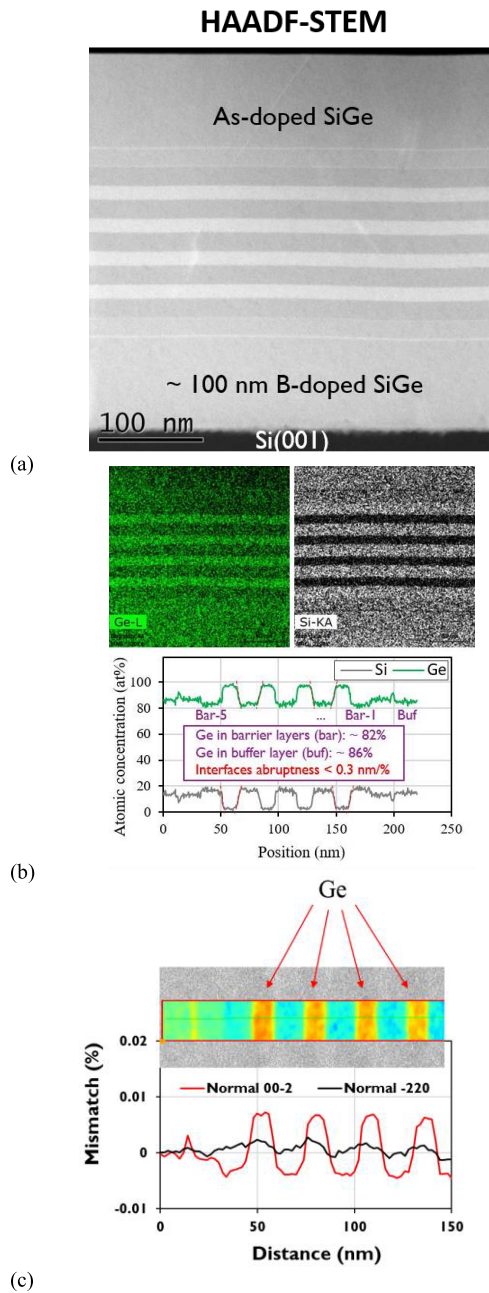 HAADF-STEM
As-doped SiGe
~ 100 nm B-doped SiGe
100 nm
Si(001)
(a)
Ge-L
Si-KA
Atomic concentration (at%)
100
80
60
40
20
0
Si
Ge
Bar-5
...
Bar-1
Buf
Ge in barrier layers (bar): ~ 82%
Ge in buffer layer (buf): ~ 86%
Interfaces abruptness < 0.3 nm/%
0
50
100
150
200
250
Position (nm)
(b)
Ge
Mismatch (%)
0.02
0.01
0
-0.01
Normal 00-2
Normal -220
0
50
100
150
Distance (nm)
(c)